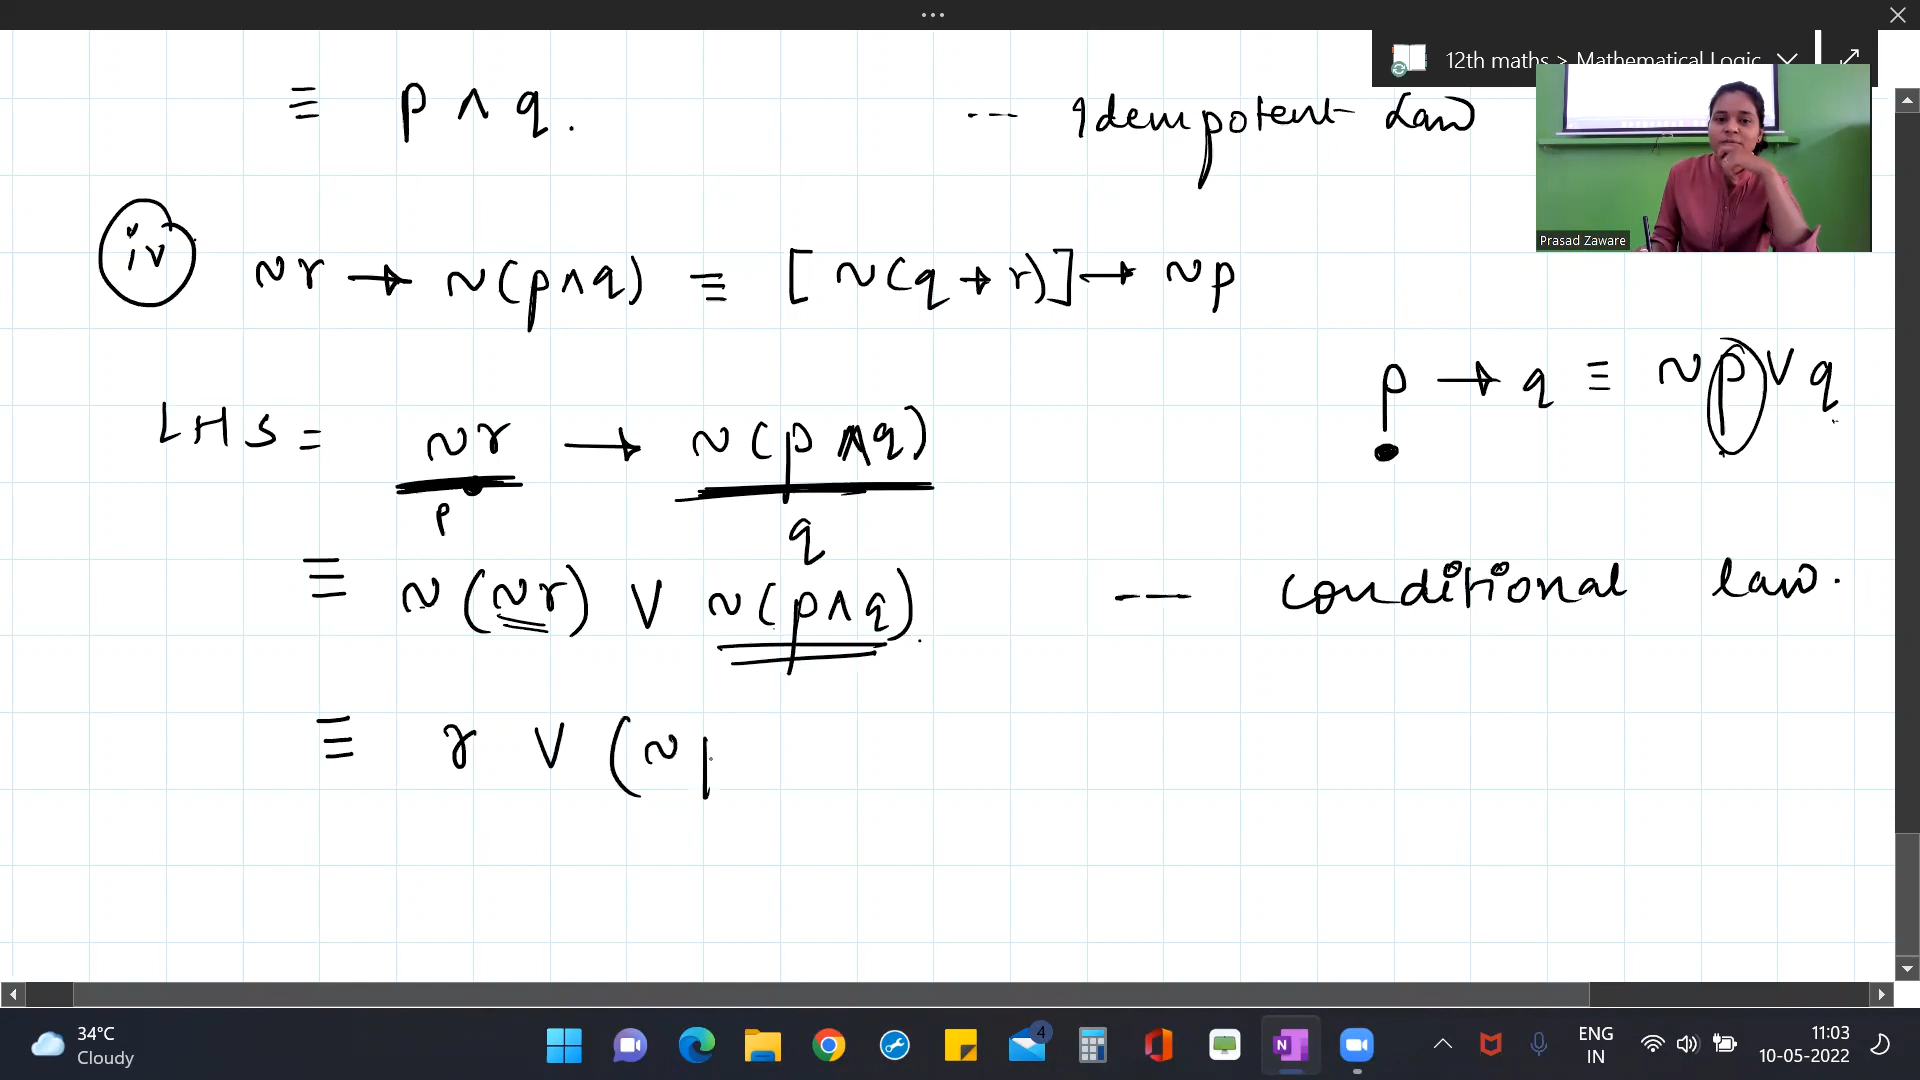 12th maths > Mathematical Logic
≡ p ∧ q. --- Idempotent Law
Prasad Zaware
iv ~r → ~(p∧q) ≡ [~(q → r)] → ~p
p → q ≡ ~p ∨ q
LHS = ~r → ~(p ∧ q)
p q
≡ ~(~r) ∨ ~(p∧q). --- conditional law.
≡ r ∨ (~p
34°C
Cloudy
4
ENG
IN
11:03
10-05-2022